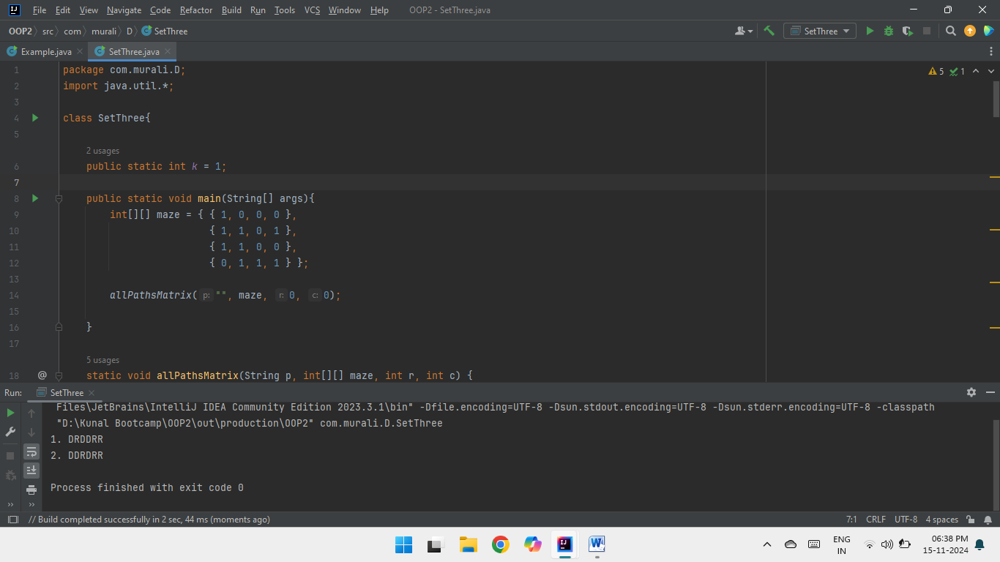 File Edit View Navigate Code Refactor Build Run Tools VCS Window Help OOP2 - SetThree.java
OOP2 src com murali D SetThree
SetThree
Example.java SetThree.java
5 1
1 package com.murali.D;
2 import java.util.*;
3
4 class SetThree{
5
2 usages
6 public static int k = 1;
7
8 public static void main(String[] args){
9 int[][] maze = { { 1, 0, 0, 0 },
10 { 1, 1, 0, 1 },
11 { 1, 1, 0, 0 },
12 { 0, 1, 1, 1 } };
13
14 allPathsMatrix( p: "", maze, r: 0, c: 0);
15
16 }
17
5 usages
18 @ static void allPathsMatrix(String p, int[][] maze, int r, int c) {
Run: SetThree
Files\JetBrains\IntelliJ IDEA Community Edition 2023.3.1\bin" -Dfile.encoding=UTF-8 -Dsun.stdout.encoding=UTF-8 -Dsun.stderr.encoding=UTF-8 -classpath
"D:\Kunal Bootcamp\OOP2\out\production\OOP2" com.murali.D.SetThree
1. DRDDRR
2. DDRDRR
Process finished with exit code 0
// Build completed successfully in 2 sec, 44 ms (moments ago) 7:1 CRLF UTF-8 4 spaces
ENG
IN
06:38 PM
15-11-2024